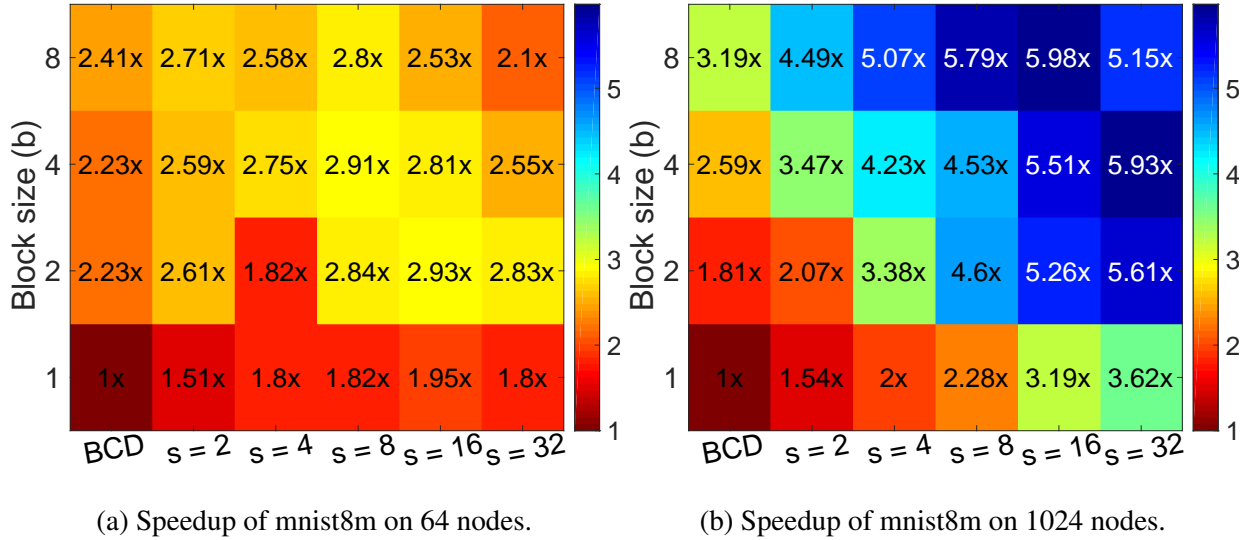 8
2.41x
2.71x
2.58x
2.8x
2.53x
2.1x
4
2.23x
2.59x
2.75x
2.91x
2.81x
2.55x
2
2.23x
2.61x
1.82x
2.84x
2.93x
2.83x
1
1x
1.51x
1.8x
1.82x
1.95x
1.8x
Block size (b)
BCD
s = 2
s = 4
s = 8
s = 16
s = 32
5
4
3
2
1
(a) Speedup of mnist8m on 64 nodes.
8
3.19x
4.49x
5.07x
5.79x
5.98x
5.15x
4
2.59x
3.47x
4.23x
4.53x
5.51x
5.93x
2
1.81x
2.07x
3.38x
4.6x
5.26x
5.61x
1
1x
1.54x
2x
2.28x
3.19x
3.62x
Block size (b)
BCD
s = 2
s = 4
s = 8
s = 16
s = 32
5
4
3
2
1
(b) Speedup of mnist8m on 1024 nodes.